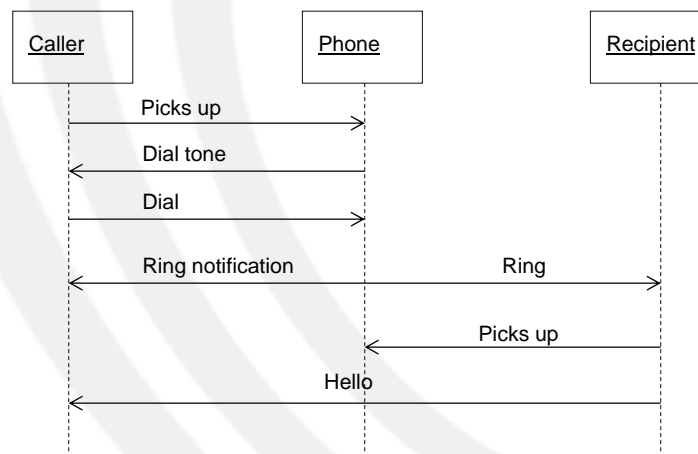 Caller Phone Recipient
Picks up
Dial tone
Dial
Ring notification Ring
Picks up
Hello